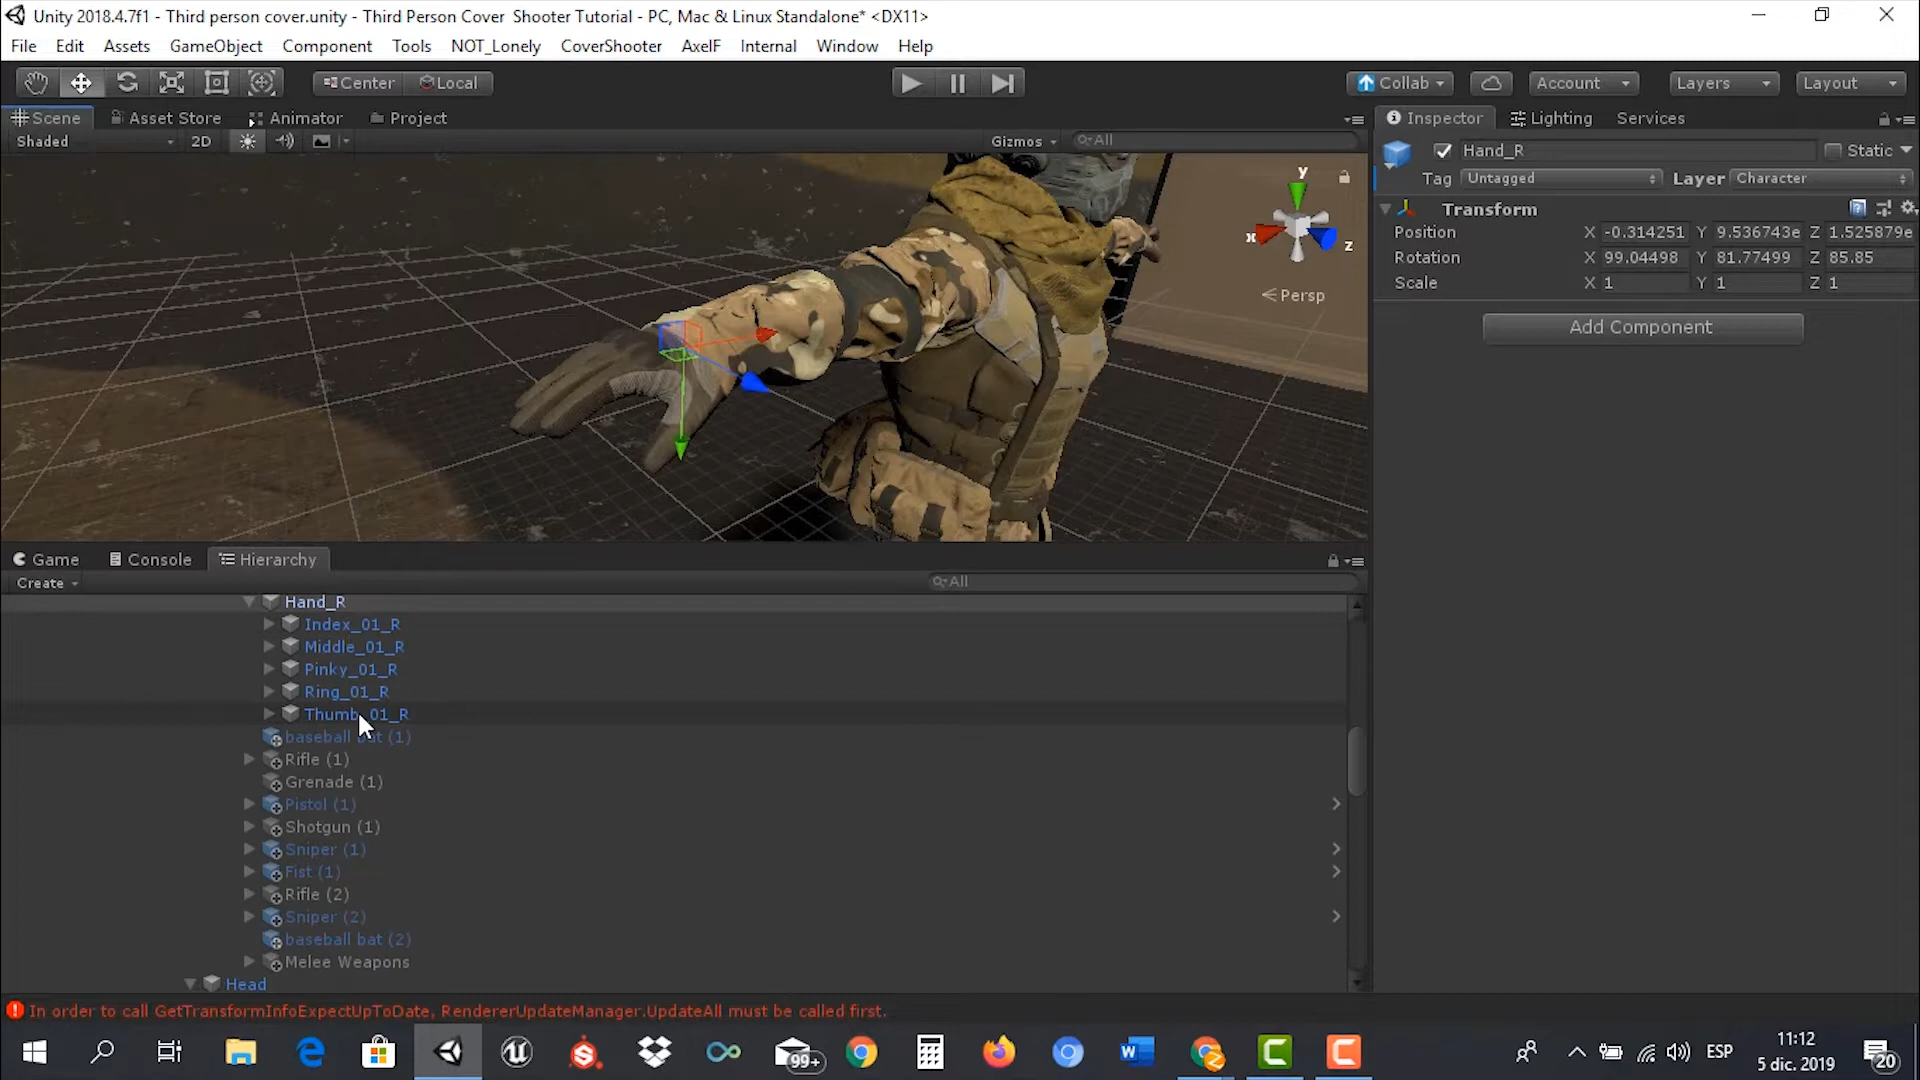 Unity 2018.4.7f1 - Third person cover.unity - Third Person Cover  Shooter Tutorial - PC, Mac & Linux Standalone* <DX11>
File Edit Assets GameObject Component Tools NOT_Lonely CoverShooter AxelF Internal Window Help
Center Local Collab Account Layers Layout
Scene Asset Store Animator Project
Shaded 2D Gizmos All
y
x
z
Persp
Inspector Lighting Services
Hand_R Static
Tag Untagged Layer Character
Transform
Position X -0.314251 Y 9.536743e Z 1.525879e
Rotation X 99.04498 Y 81.77499 Z 85.85
Scale X 1 Y 1 Z 1
Add Component
Game Console Hierarchy
Create All
Hand_R
Index_01_R
Middle_01_R
Pinky_01_R
Ring_01_R
Thumb_01_R
baseball bat (1)
Rifle (1)
Grenade (1)
Pistol (1)
Shotgun (1)
Sniper (1)
Fist (1)
Rifle (2)
Sniper (2)
baseball bat (2)
Melee Weapons
Head
In order to call GetTransformInfoExpectUpToDate, RendererUpdateManager.UpdateAll must be called first.
99+
ESP
11:12
5 dic. 2019
20